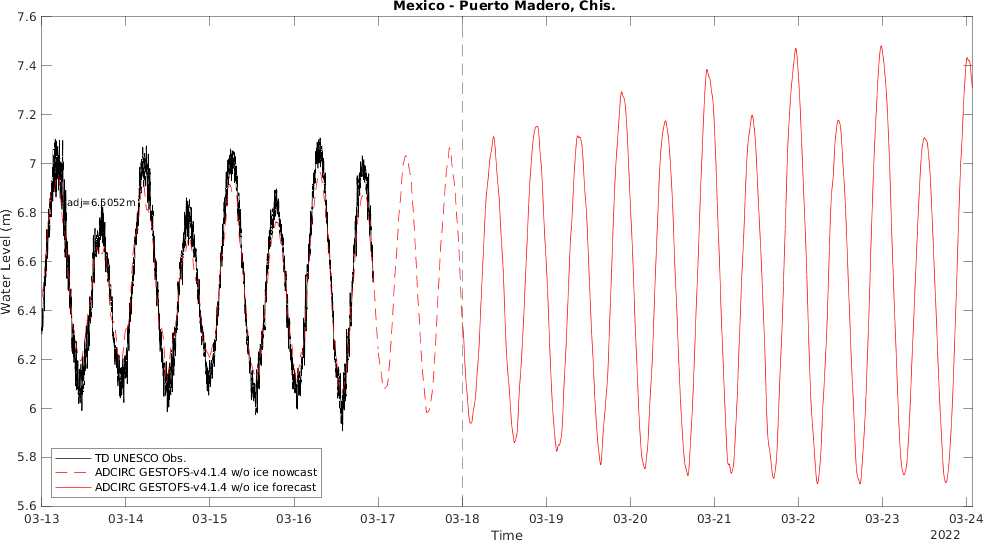 Mexico - Puerto Madero, Chis.
7.6
7.4
7.2
7
6.8
6.6
6.4
6.2
6
5.8
5.6
Water Level (m)
adj=6.5052m
TD UNESCO Obs.
ADCIRC GESTOFS-v4.1.4 w/o ice nowcast
ADCIRC GESTOFS-v4.1.4 w/o ice forecast
03-13 03-14 03-15 03-16 03-17 03-18 03-19 03-20 03-21 03-22 03-23 03-24
Time
2022